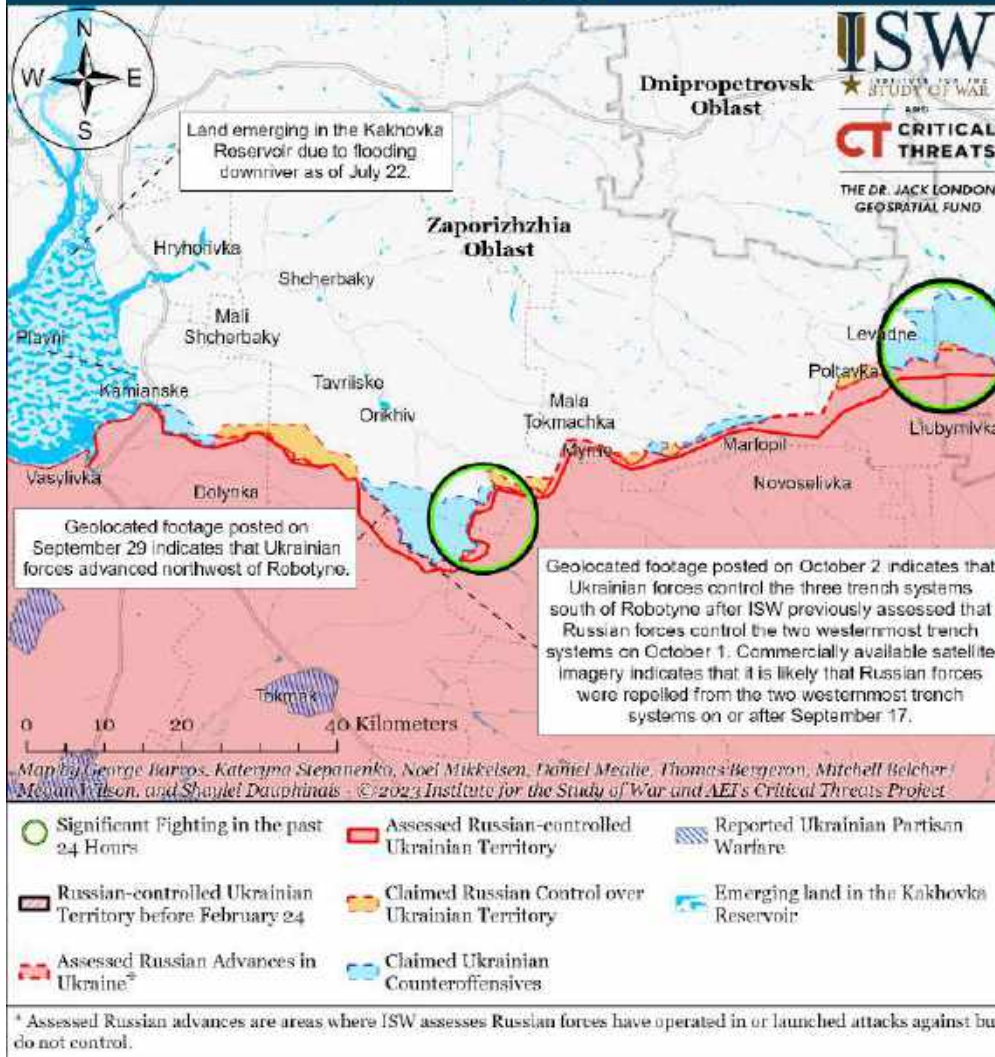 N
W
E
S
ISW
INSTITUTE FOR THE
STUDY OF WAR
AND
CT CRITICAL
THREATS
THE DR. JACK LONDON
GEOSPATIAL FUND
Dnipropetrovsk
Oblast
Land emerging in the Kakhovka
Reservoir due to flooding
downriver as of July 22.
Zaporizhzhia
Oblast
Hryhorivka
Shcherbaky
Mali
Shcherbaky
Plavni
Levadne
Kamianske
Tavriiske
Poltavka
Orikhiv
Mala
Tokmachka
Liubymivka
Myrne
Marfopil
Vasylivka
Dolynka
Novoselivka
Geolocated footage posted on
September 29 indicates that Ukrainian
forces advanced northwest of Robotyne.
Geolocated footage posted on October 2 indicates that
Ukrainian forces control the three trench systems
south of Robotyne after ISW previously assessed that
Russian forces control the two westernmost trench
systems on October 1. Commercially available satellite
imagery indicates that it is likely that Russian forces
were repelled from the two westernmost trench
systems on or after September 17.
Tokmak
0 10 20 40 Kilometers
Map by George Barros, Kateryna Stepanenko, Noel Mikkelsen, Daniel Mealie, Thomas Bergeron, Mitchell Belcher,
Megan Wilson, and Shaylei Dauphinais - © 2023 Institute for the Study of War and AEI's Critical Threats Project
Significant Fighting in the past
24 Hours
Assessed Russian-controlled
Ukrainian Territory
Reported Ukrainian Partisan
Warfare
Russian-controlled Ukrainian
Territory before February 24
Claimed Russian Control over
Ukrainian Territory
Emerging land in the Kakhovka
Reservoir
Assessed Russian Advances in
Ukraine*
Claimed Ukrainian
Counteroffensives
* Assessed Russian advances are areas where ISW assesses Russian forces have operated in or launched attacks against bu
do not control.